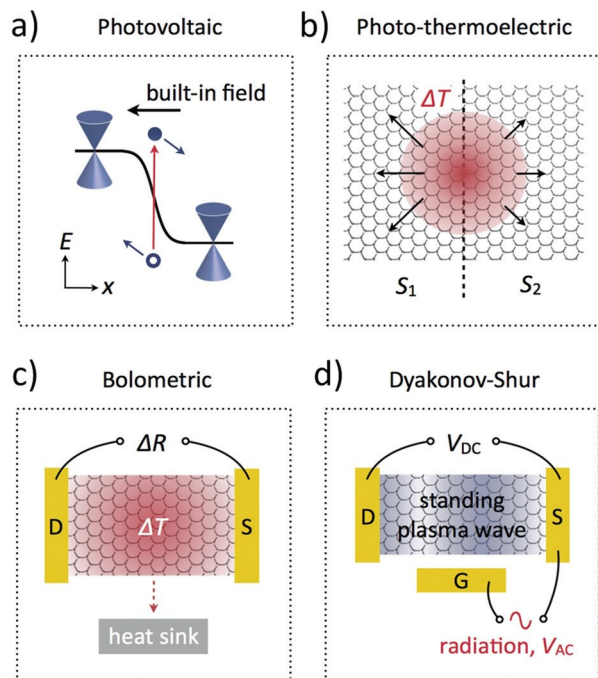 a) Photovoltaic
built-in field
E
x
b) Photo-thermoelectric
ΔT
S1
S2
c) Bolometric
ΔR
D
ΔT
S
heat sink
d) Dyakonov-Shur
VDC
D
standing
plasma wave
S
G
radiation, VAC